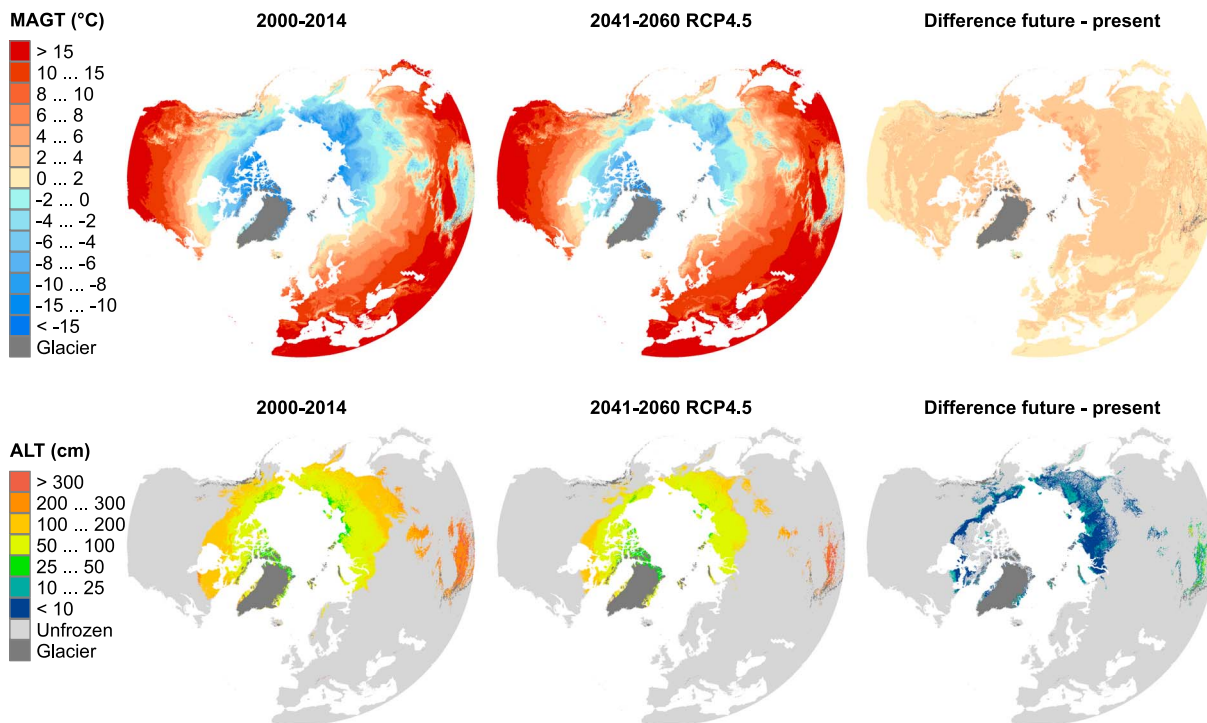 MAGT (°C)
2000-2014
2041-2060 RCP4.5
Difference future - present
> 15
10 ... 15
8 ... 10
6 ... 8
4 ... 6
2 ... 4
0 ... 2
-2 ... 0
-4 ... -2
-6 ... -4
-8 ... -6
-10 ... -8
-15 ... -10
< -15
Glacier
2000-2014
2041-2060 RCP4.5
Difference future - present
ALT (cm)
> 300
200 ... 300
100 ... 200
50 ... 100
25 ... 50
10 ... 25
< 10
Unfrozen
Glacier